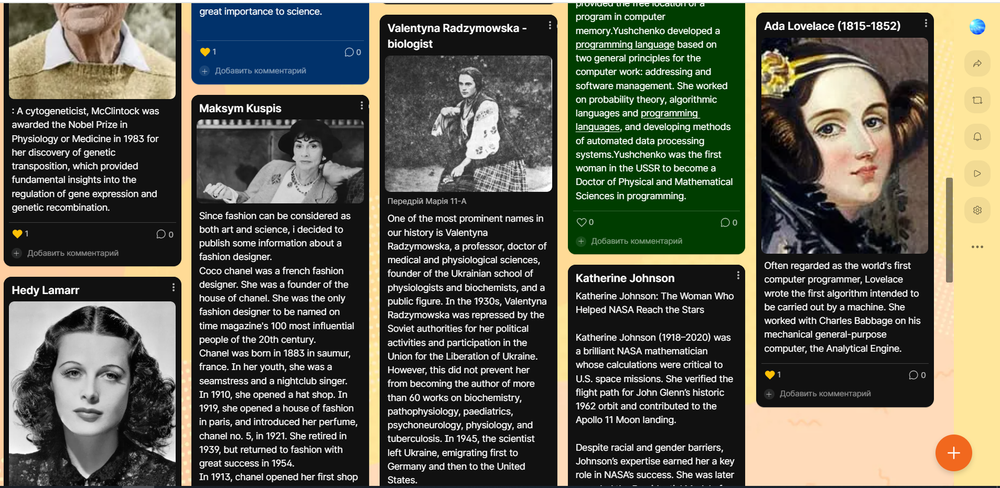 : A cytogeneticist, McClintock was
awarded the Nobel Prize in
Physiology or Medicine in 1983 for
her discovery of genetic
transposition, which provided
fundamental insights into the
regulation of gene expression and
genetic recombination.
1
0
Добавить комментарий
Hedy Lamarr
great importance to science.
1
0
Добавить комментарий
Maksym Kuspis
Since fashion can be considered as
both art and science, i decided to
publish some information about a
fashion designer.
Coco chanel was a french fashion
designer. She was a founder of the
house of chanel. She was the only
fashion designer to be named on
time magazine's 100 most influential
people of the 20th century.
Chanel was born in 1883 in saumur,
france. In her youth, she was a
seamstress and a nightclub singer.
In 1910, she opened a hat shop. In
1919, she opened a house of fashion
in paris, and introduced her perfume,
chanel no. 5, in 1921. She retired in
1939, but returned to fashion with
great success in 1954.
In 1913, chanel opened her first shop
Valentyna Radzymowska -
biologist
Передрій Марія 11-А
One of the most prominent names in
our history is Valentyna
Radzymowska, a professor, doctor of
medical and physiological sciences,
founder of the Ukrainian school of
physiologists and biochemists, and a
public figure. In the 1930s, Valentyna
Radzymowska was repressed by the
Soviet authorities for her political
activities and participation in the
Union for the Liberation of Ukraine.
However, this did not prevent her
from becoming the author of more
than 60 works on biochemistry,
pathophysiology, paediatrics,
psychoneurology, physiology, and
tuberculosis. In 1945, the scientist
left Ukraine, emigrating first to
Germany and then to the United
States.
provided the free location of a
program in computer
memory.Yushchenko developed a
programming language based on
two general principles for the
computer work: addressing and
software management. She worked
on probability theory, algorithmic
languages and programming
languages, and developing methods
of automated data processing
systems.Yushchenko was the first
woman in the USSR to become a
Doctor of Physical and Mathematical
Sciences in programming.
0
0
Добавить комментарий
Katherine Johnson
Katherine Johnson: The Woman Who
Helped NASA Reach the Stars
Katherine Johnson (1918–2020) was
a brilliant NASA mathematician
whose calculations were critical to
U.S. space missions. She verified the
flight path for John Glenn’s historic
1962 orbit and contributed to the
Apollo 11 Moon landing.
Despite racial and gender barriers,
Johnson’s expertise earned her a key
role in NASA’s success. She was later
Ada Lovelace (1815-1852)
Often regarded as the world's first
computer programmer, Lovelace
wrote the first algorithm intended to
be carried out by a machine. She
worked with Charles Babbage on his
mechanical general-purpose
computer, the Analytical Engine.
1
0
Добавить комментарий